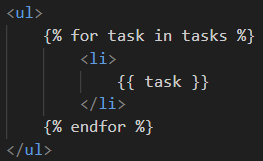 <ul>
    {% for task in tasks %}
        <li>
            {{ task }}
        </li>
    {% endfor %}
</ul>